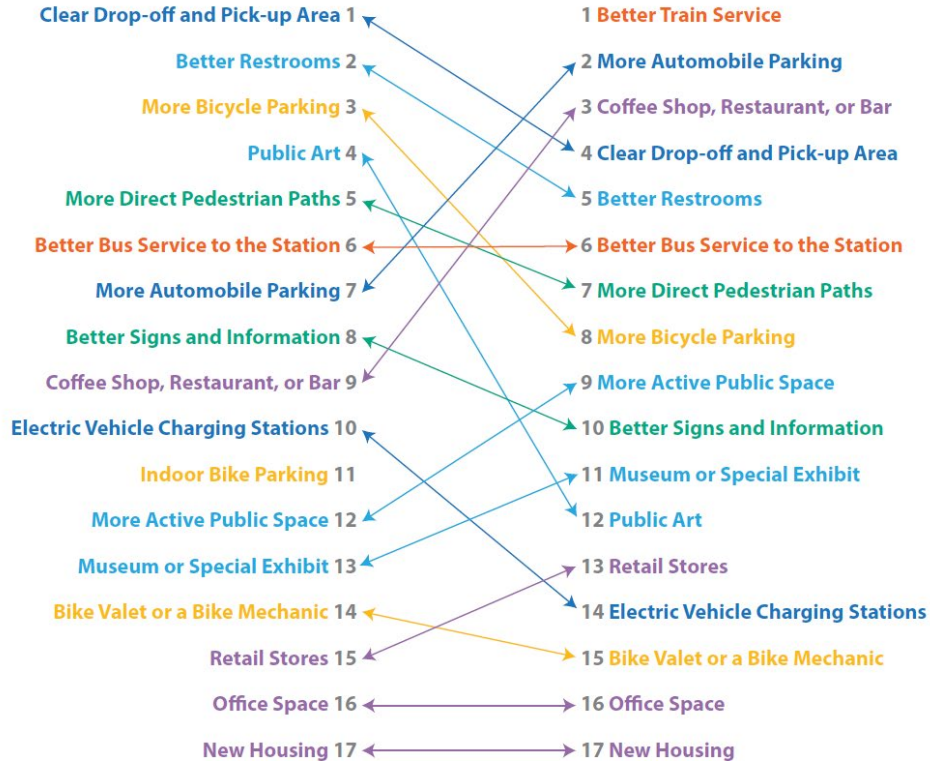 Clear Drop-off and Pick-up Area 1
1 Better Train Service
Better Restrooms 2
2 More Automobile Parking
More Bicycle Parking 3
3 Coffee Shop, Restaurant, or Bar
Public Art 4
4 Clear Drop-off and Pick-up Area
More Direct Pedestrian Paths 5
5 Better Restrooms
Better Bus Service to the Station 6
6 Better Bus Service to the Station
More Automobile Parking 7
7 More Direct Pedestrian Paths
Better Signs and Information 8
8 More Bicycle Parking
Coffee Shop, Restaurant, or Bar 9
9 More Active Public Space
Electric Vehicle Charging Stations 10
10 Better Signs and Information
Indoor Bike Parking 11
11 Museum or Special Exhibit
More Active Public Space 12
12 Public Art
Museum or Special Exhibit 13
13 Retail Stores
Bike Valet or a Bike Mechanic 14
14 Electric Vehicle Charging Stations
Retail Stores 15
15 Bike Valet or a Bike Mechanic
Office Space 16
16 Office Space
New Housing 17
17 New Housing